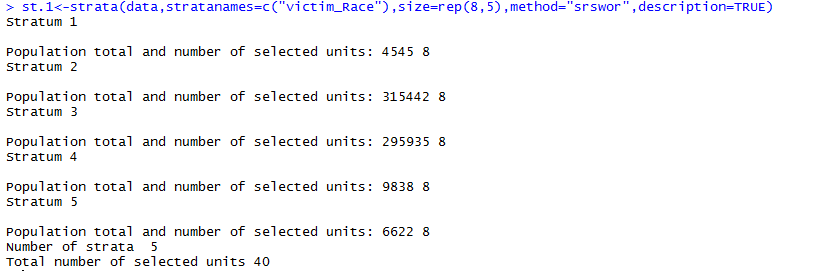 > st.1<-strata(data,stratanames=c("victim_Race"),size=rep(8,5),method="srswor",description=TRUE)
Stratum 1
Population total and number of selected units: 4545 8
Stratum 2
Population total and number of selected units: 315442 8
Stratum 3
Population total and number of selected units: 295935 8
Stratum 4
Population total and number of selected units: 9838 8
Stratum 5
Population total and number of selected units: 6622 8
Number of strata  5
Total number of selected units 40